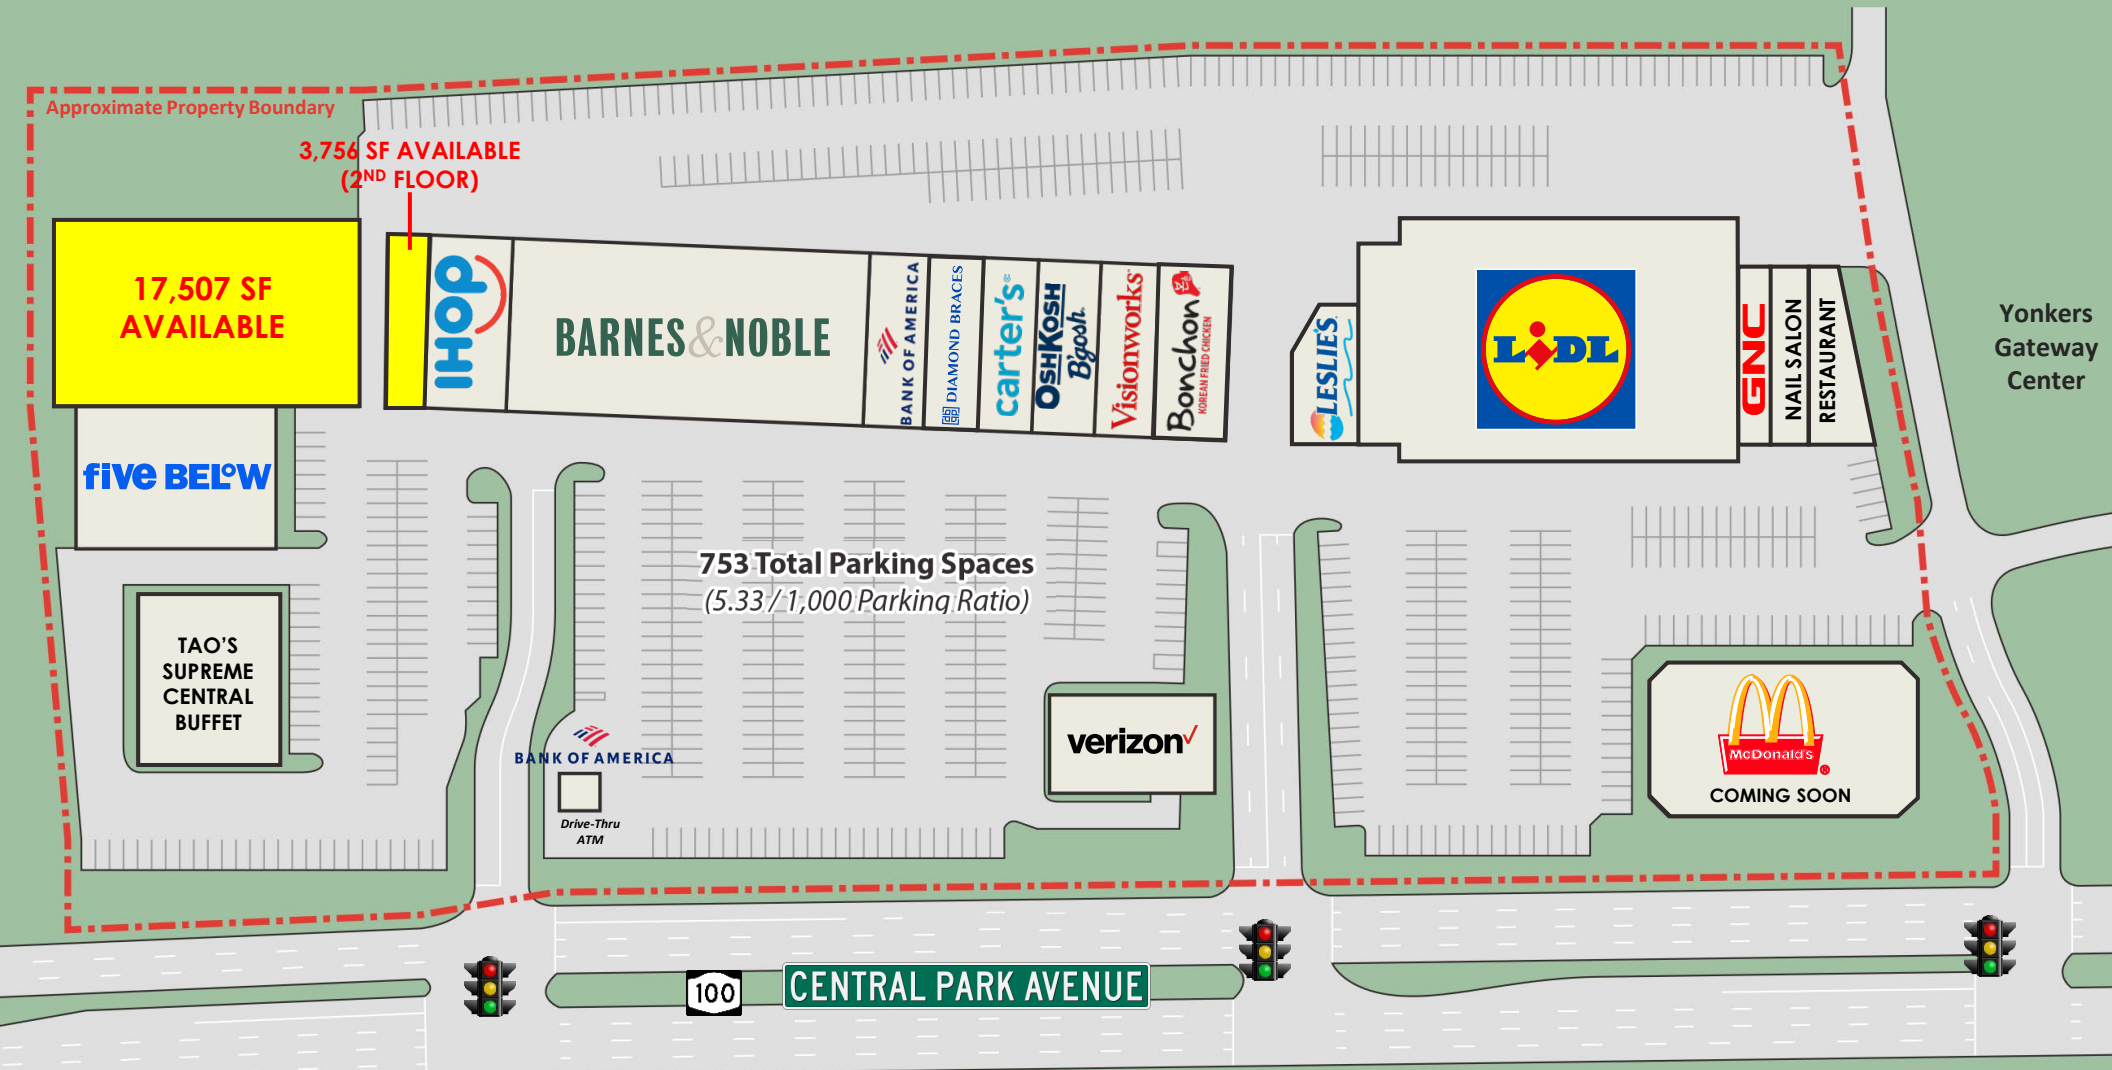 Approximate Property Boundary
3,756 SF AVAILABLE
(2ND FLOOR)
17,507 SF
AVAILABLE
IHOP
BARNES&NOBLE
BANK OF AMERICA
DIAMOND BRACES
carter's®
OSHKOSH
B'gosh
Visionworks
Bonchon
KOREAN FRIED CHICKEN
LESLIE'S
LIDL
GNC
NAIL SALON
RESTAURANT
Yonkers
Gateway
Center
five BELOW
753 Total Parking Spaces
(5.33 / 1,000 Parking Ratio)
TAO'S
SUPREME
CENTRAL
BUFFET
BANK OF AMERICA
Drive-Thru
ATM
verizon
McDonald's
®
COMING SOON
100
CENTRAL PARK AVENUE